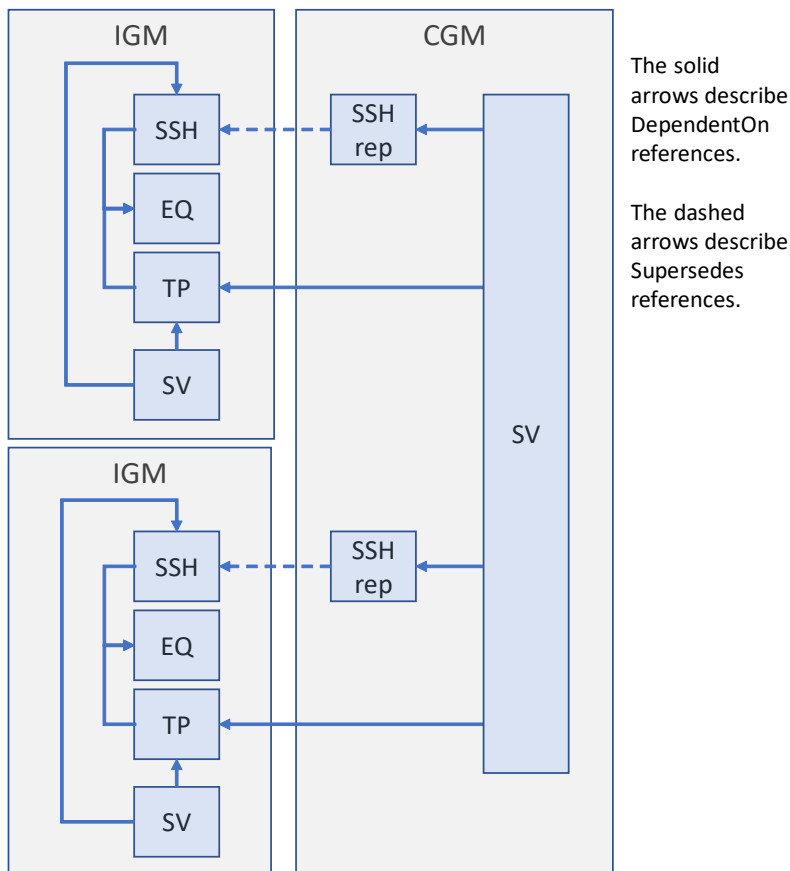 IGM
SSH
EQ
TP
SV
CGM
SSH
rep
SV
The solid
arrows describe
DependentOn
references.
The dashed
arrows describe
Supersedes
references.
IGM
SSH
EQ
TP
SV
SSH
rep